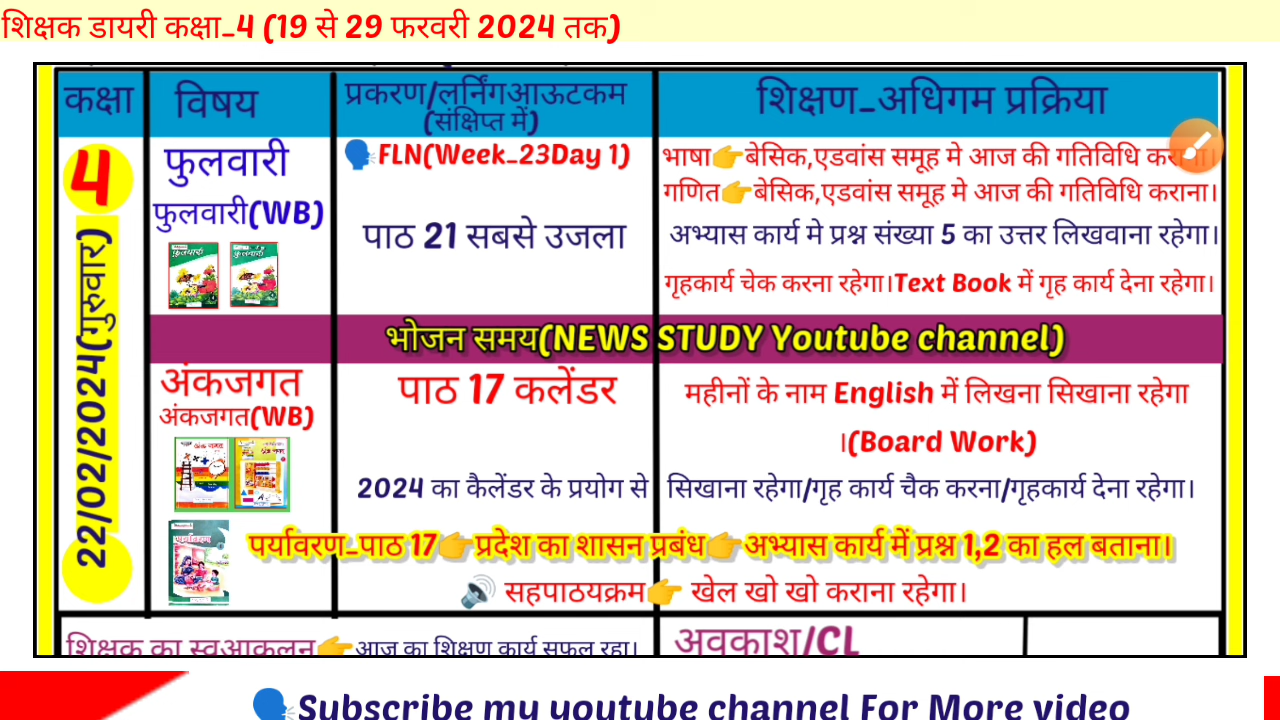 शिक्षक डायरी कक्षा-4 (19 से 29 फरवरी 2024 तक)
कक्षा विषय प्रकरण/लर्निंगआऊटकम (संक्षिप्त में) शिक्षण-अधिगम प्रक्रिया
4
22/02/2024(गुरुवार)
फुलवारी
फुलवारी(WB)
FLN(Week-23Day 1)
पाठ 21 सबसे उजला
भाषा👉बेसिक,एडवांस समूह मे आज की गतिविधि कराना।
गणित👉बेसिक,एडवांस समूह मे आज की गतिविधि कराना।
अभ्यास कार्य मे प्रश्न संख्या 5 का उत्तर लिखवाना रहेगा।
गृहकार्य चेक करना रहेगा।Text Book में गृह कार्य देना रहेगा।
भोजन समय(NEWS STUDY Youtube channel)
अंकजगत
अंकजगत(WB)
पाठ 17 कलेंडर
महीनों के नाम English में लिखना सिखाना रहेगा
।(Board Work)
2024 का कैलेंडर के प्रयोग से सिखाना रहेगा/गृह कार्य चैक करना/गृहकार्य देना रहेगा।
पर्यावरण-पाठ 17👉प्रदेश का शासन प्रबंध👉अभ्यास कार्य में प्रश्न 1,2 का हल बताना।
सहपाठयक्रम👉 खेल खो खो कराना रहेगा।
शिक्षक का स्वआकलन👉आज का शिक्षण कार्य सफल रहा।
अवकाश/CL
Subscribe my youtube channel For More video